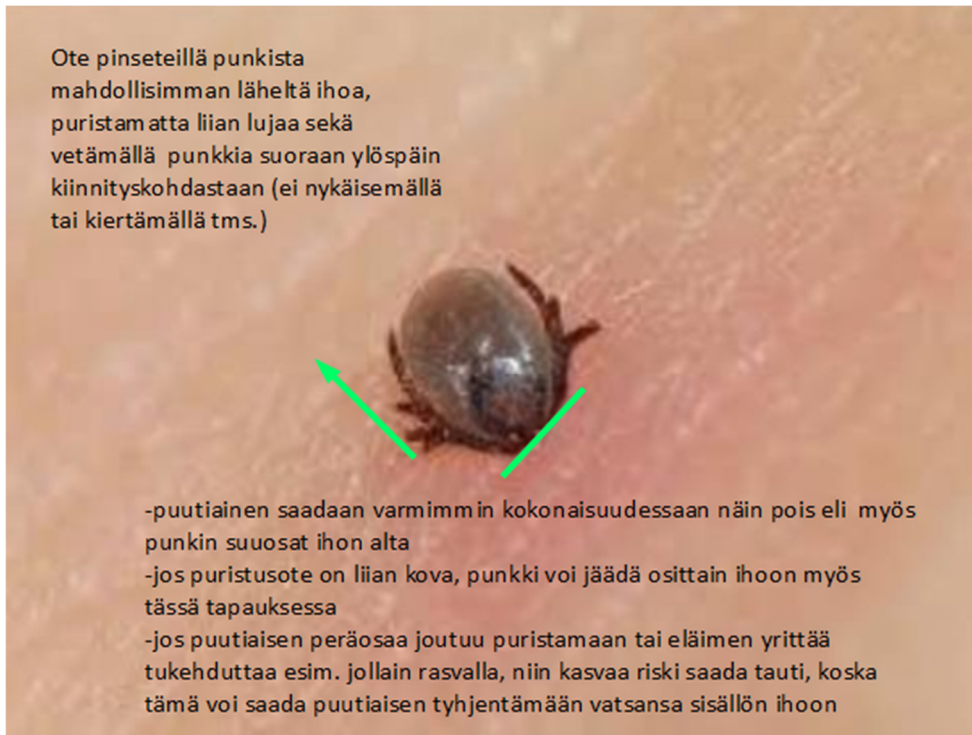 Ote pinseteillä punkista
mahdollisimman läheltä ihoa,
puristamatta liian lujaa sekä
vetämällä punkkia suoraan ylöspäin
kiinnityskohdastaan (ei nykäisemällä
tai kiertämällä tms.)
-puutiainen saadaan varmimmin kokonaisuudessaan näin pois eli myös
punkin suuosat ihon alta
-jos puristusote on liian kova, punkki voi jäädä osittain ihoon myös
tässä tapauksessa
-jos puutiaisen peräosaa joutuu puristamaan tai eläimen yrittää
tukehduttaa esim. jollain rasvalla, niin kasvaa riski saada tauti, koska
tämä voi saada puutiaisen tyhjentämään vatsansa sisällön ihoon